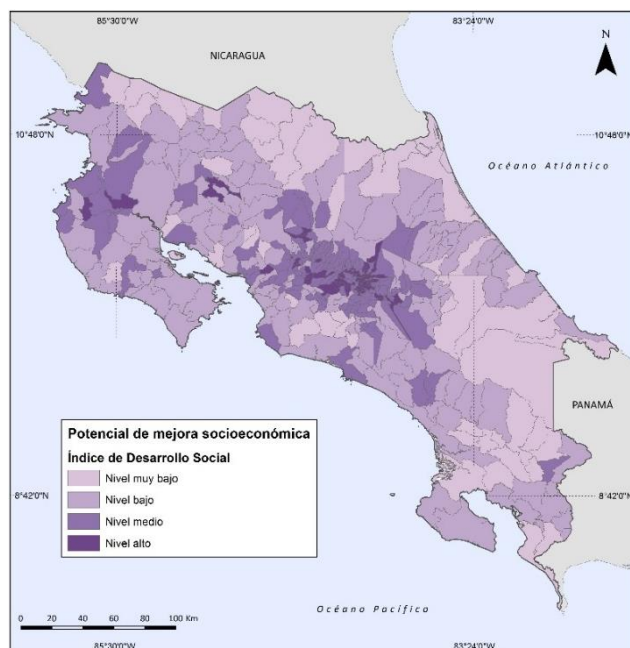 85°30'0"W
83°24'0"W
NICARAGUA
N
10°48'0"N
10°48'0"N
Océano Atlántico
PANAMÁ
Potencial de mejora socioeconómica
Índice de Desarrollo Social
Nivel muy bajo
Nivel bajo
Nivel medio
Nivel alto
8°42'0"N
8°42'0"N
Océano Pacífico
0 20 40 60 80 100 Km
85°30'0"W
83°24'0"W